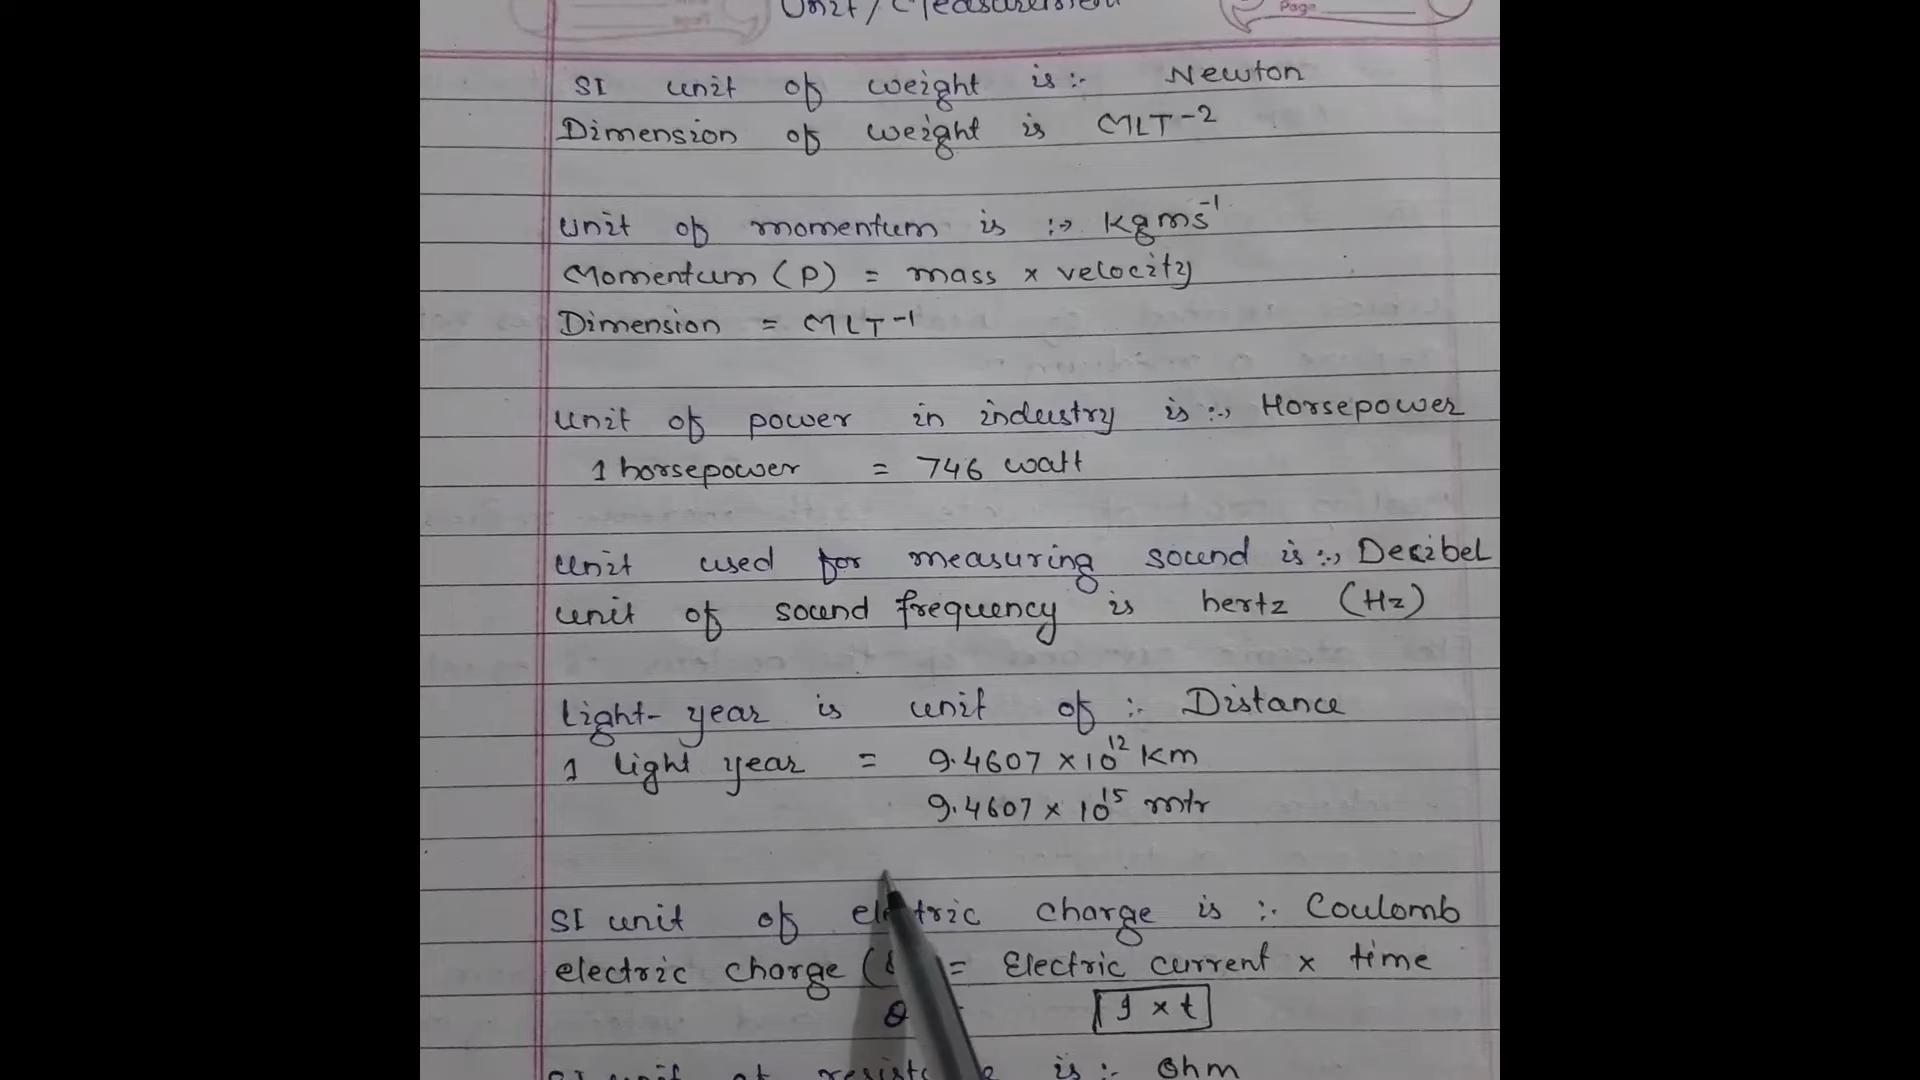 Unit/Measurement
Page
SI unit of weight is :- Newton
Dimension of weight is MLT-2
unit of momentum is :-> Kgms-1
Momentum (P) = mass x velocity
Dimension = MLT-1
unit of power in industry is :-> Horsepower
1 horsepower = 746 watt
unit used for measuring sound is :-> Decibel
unit of sound frequency is hertz (Hz)
Light-year is unit of :- Distance
1 light year = 9.4607 x 10^12 Km
9.4607 x 10^15 mtr
SI unit of electric charge is :- Coulomb
electric charge ( = Electric current x time
I x t
is :- Ohm